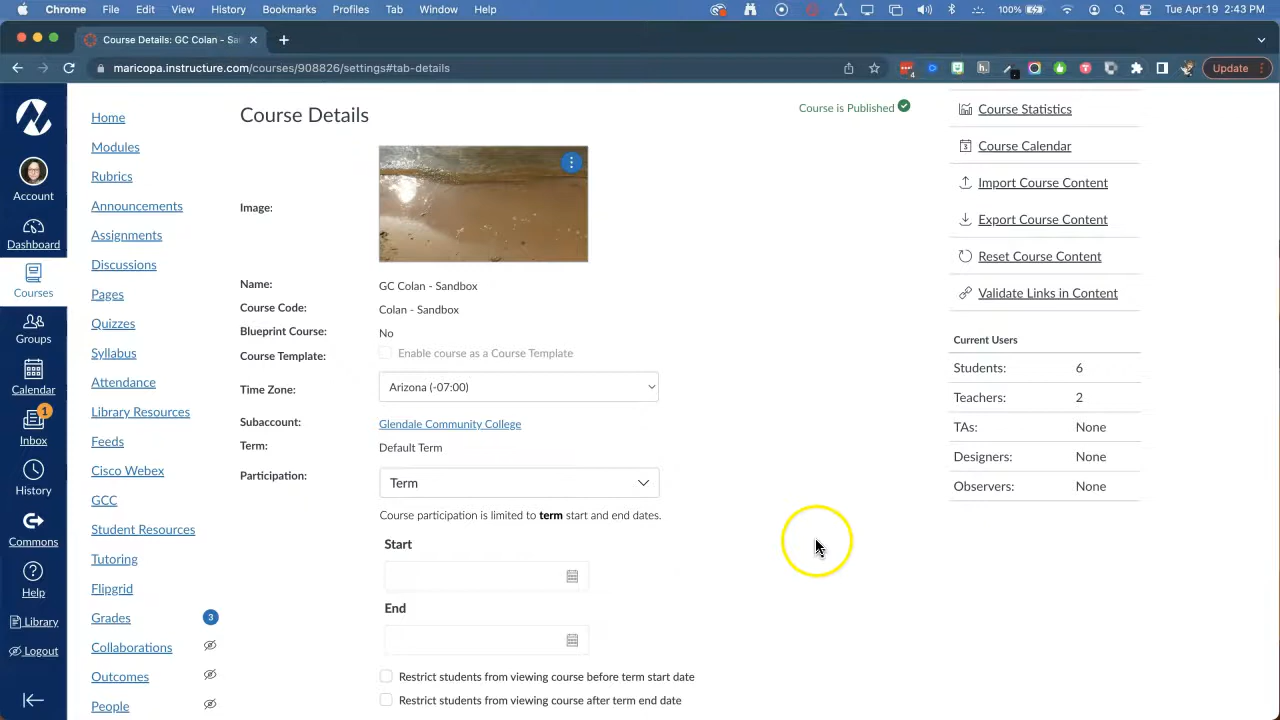 Chrome File Edit View History Bookmarks Profiles Tab Window Help 100% Tue Apr 19 2:43 PM
Course Details: GC Colan - Sa
maricopa.instructure.com/courses/908826/settings#tab-details
Update
Account
Dashboard
Courses
Groups
Calendar
1
Inbox
History
Commons
Help
Library
Logout
Home
Modules
Rubrics
Announcements
Assignments
Discussions
Pages
Quizzes
Syllabus
Attendance
Library Resources
Feeds
Cisco Webex
GCC
Student Resources
Tutoring
Flipgrid
Grades 3
Collaborations
Outcomes
People
Course Details
Course is Published
Image:
Name: GC Colan - Sandbox
Course Code: Colan - Sandbox
Blueprint Course: No
Course Template: Enable course as a Course Template
Time Zone: Arizona (-07:00)
Subaccount: Glendale Community College
Term: Default Term
Participation: Term
Course participation is limited to term start and end dates.
Start
End
Restrict students from viewing course before term start date
Restrict students from viewing course after term end date
Course Statistics
Course Calendar
Import Course Content
Export Course Content
Reset Course Content
Validate Links in Content
Current Users
Students: 6
Teachers: 2
TAs: None
Designers: None
Observers: None